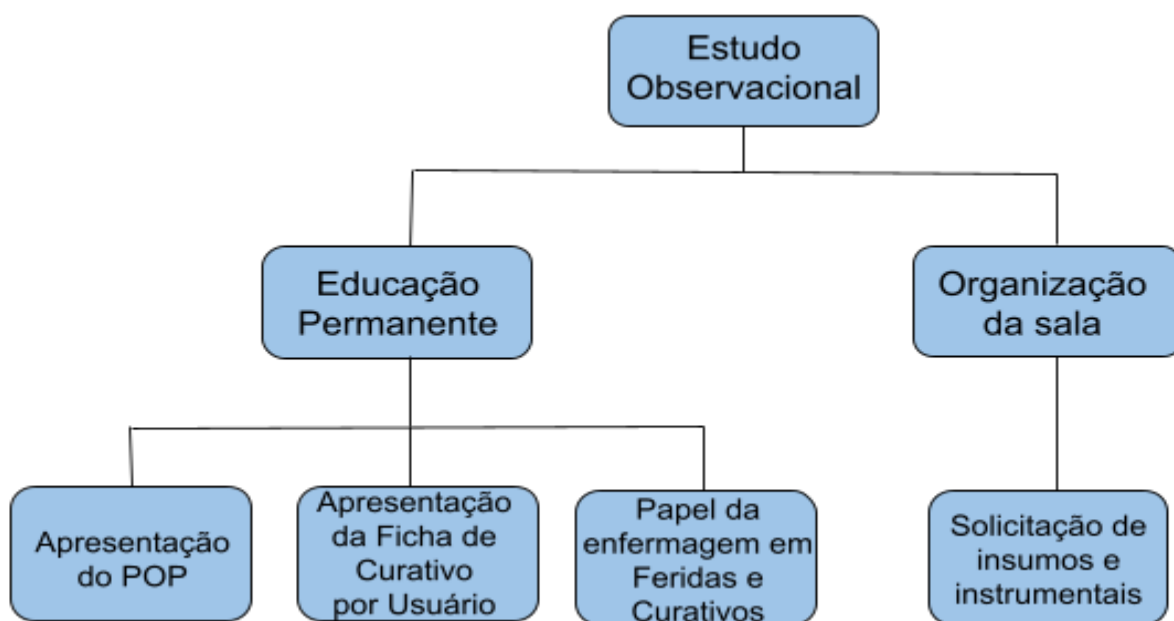 Estudo
Observacional
Educação
Permanente
Organização
da sala
Apresentação
do POP
Apresentação
da Ficha de
Curativo
por Usuário
Papel da
enfermagem em
Feridas e
Curativos
Solicitação de
insumos e
instrumentais